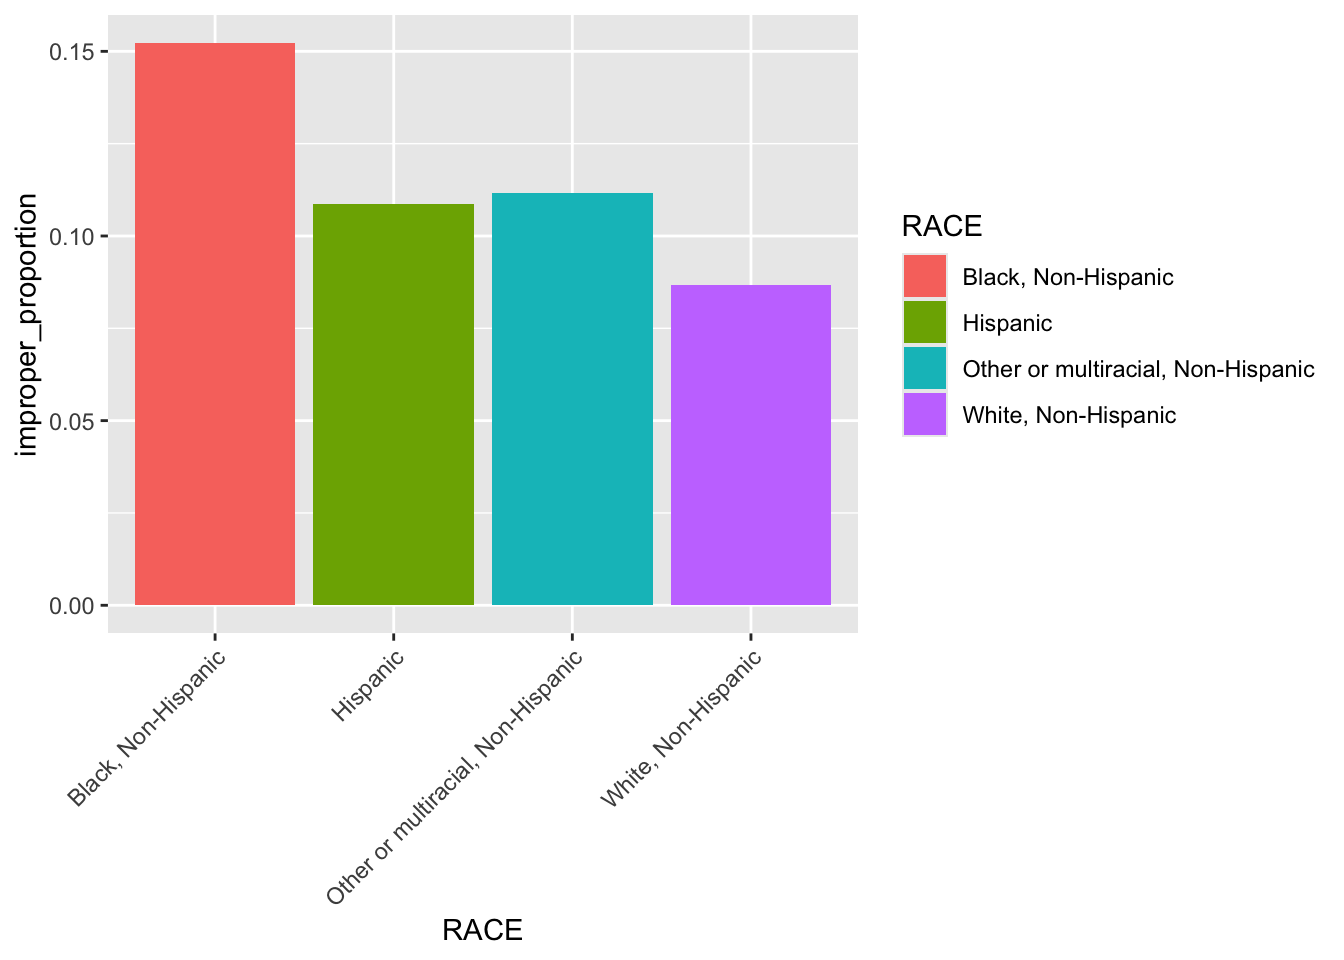 improper_proportion
0.15
0.10
0.05
0.00
Black, Non-Hispanic
Hispanic
Other or multiracial, Non-Hispanic
White, Non-Hispanic
RACE
RACE
Black, Non-Hispanic
Hispanic
Other or multiracial, Non-Hispanic
White, Non-Hispanic